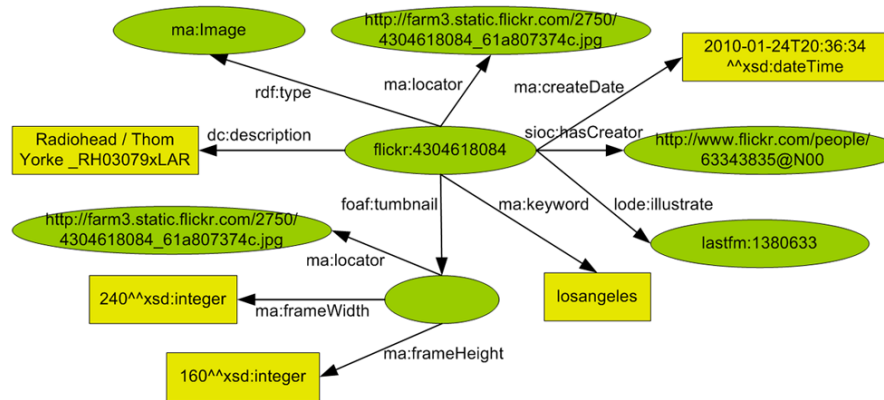 ma:Image
http://farm3.static.flickr.com/2750/
4304618084_61a807374c.jpg
2010-01-24T20:36:34
^^xsd:dateTime
rdf:type
ma:locator
ma:createDate
Radiohead / Thom
Yorke _RH03079xLAR
dc:description
flickr:4304618084
sioc:hasCreator
http://www.flickr.com/people/
63343835@N00
foaf:tumbnail
ma:keyword
lode:illustrate
http://farm3.static.flickr.com/2750/
4304618084_61a807374c.jpg
lastfm:1380633
ma:locator
240^^xsd:integer
ma:frameWidth
losangeles
ma:frameHeight
160^^xsd:integer